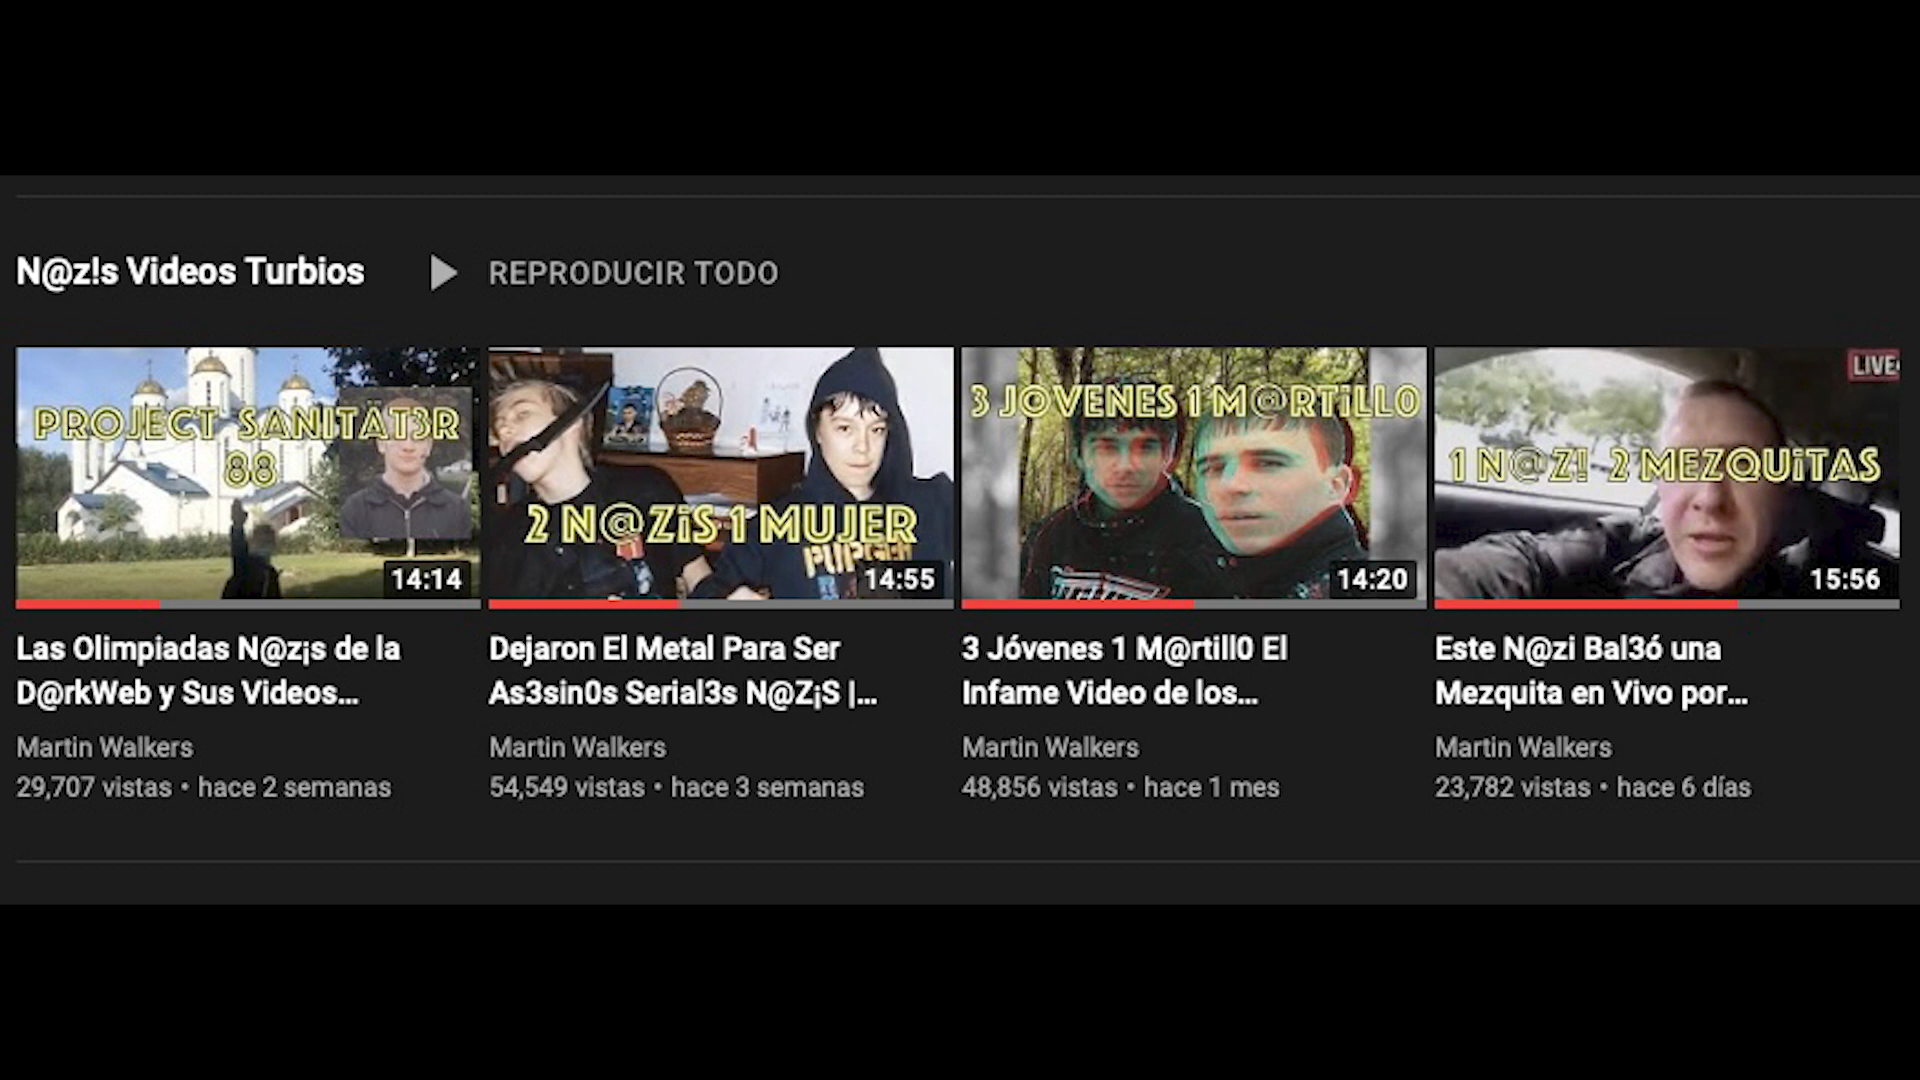 N@z!s Videos Turbios
REPRODUCIR TODO
PROJECT SANITÄT3R
88
14:14
2 N@ZiS 1 MUJER
14:55
3 JOVENES 1 M@RTiLL0
14:20
LIVE
1 N@Z! 2 MEZQUiTAS
15:56
Las Olimpiadas N@z¡s de la
D@rkWeb y Sus Videos...
Martin Walkers
29,707 vistas • hace 2 semanas
Dejaron El Metal Para Ser
As3sin0s Serial3s N@Z¡S |...
Martin Walkers
54,549 vistas • hace 3 semanas
3 Jóvenes 1 M@rtill0 El
Infame Video de los...
Martin Walkers
48,856 vistas • hace 1 mes
Este N@zi Bal3ó una
Mezquita en Vivo por...
Martin Walkers
23,782 vistas • hace 6 días